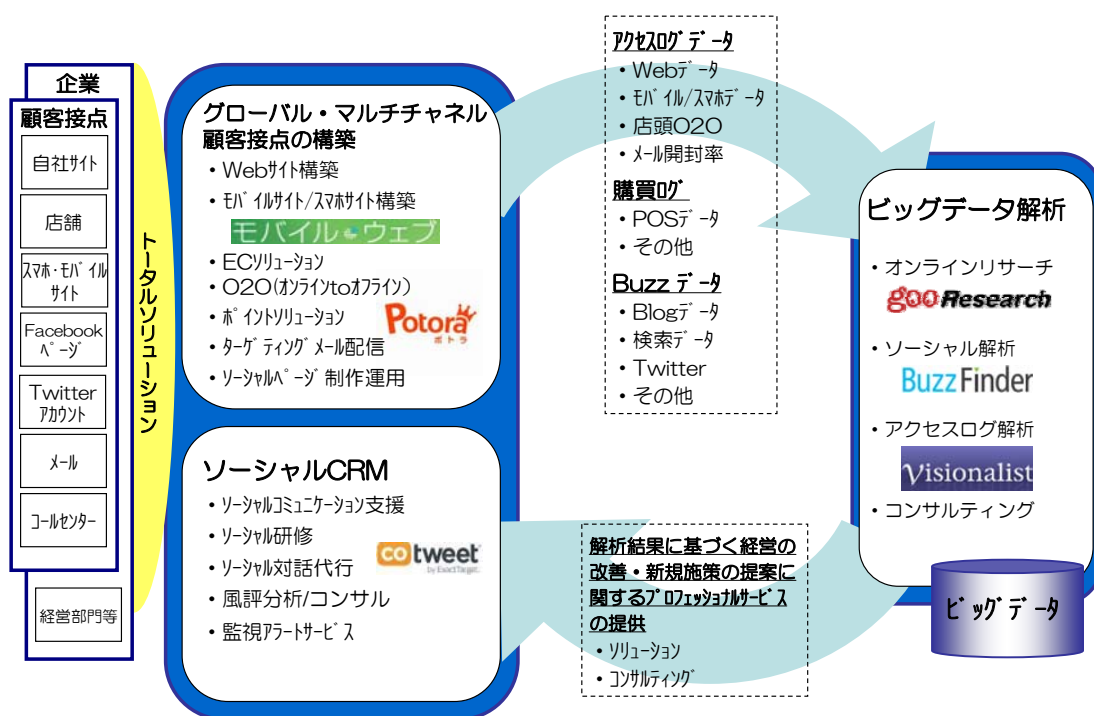 企業
顧客接点
自社サイト
店舗
スマホ・モバイル
サイト
Facebook
ページ
Twitter
アカウント
メール
コールセンター
経営部門等
トータルソリューション
グローバル・マルチチャネル
顧客接点の構築
・Webサイト構築
・モバイルサイト/スマホサイト構築
モバイル・ウェブ
・ECソリューション
・O2O(オンラインtoオフライン)
・ポイントソリューション
Potora
ポトラ
・ターゲティングメール配信
・ソーシャルページ制作運用
ソーシャルCRM
・ソーシャルコミュニケーション支援
・ソーシャル研修
・ソーシャル対話代行
cotweet
by ExactTarget.
・風評分析/コンサル
・監視アラートサービス
アクセスログデータ
・Webデータ
・モバイル/スマホデータ
・店頭O2O
・メール開封率
購買ログ
・POSデータ
・その他
Buzzデータ
・Blogデータ
・検索データ
・Twitter
・その他
解析結果に基づく経営の
改善・新規施策の提案に
関するプロフェッショナルサービス
の提供
・ソリューション
・コンサルティング
ビッグデータ解析
・オンラインリサーチ
goo Research
・ソーシャル解析
BuzzFinder
・アクセスログ解析
Visionalist
・コンサルティング
ビッグデータ